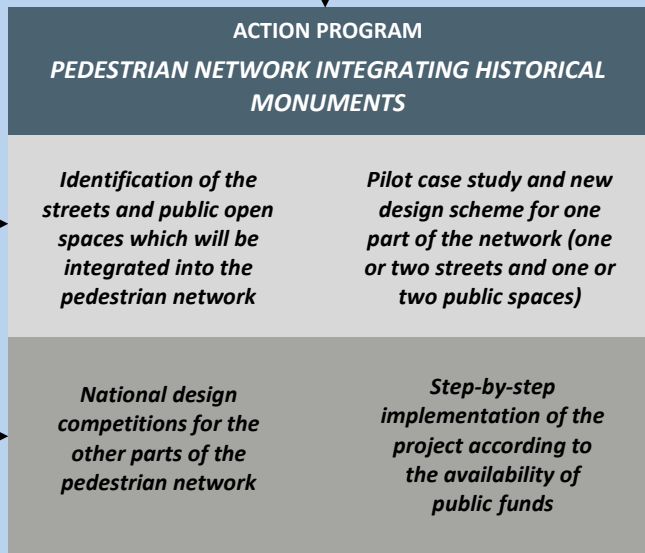 ACTION PROGRAM
PEDESTRIAN NETWORK INTEGRATING HISTORICAL
MONUMENTS
Identification of the
streets and public open
spaces which will be
integrated into the
pedestrian network
Pilot case study and new
design scheme for one
part of the network (one
or two streets and one or
two public spaces)
National design
competitions for the
other parts of the
pedestrian network
Step-by-step
implementation of the
project according to
the availability of
public funds